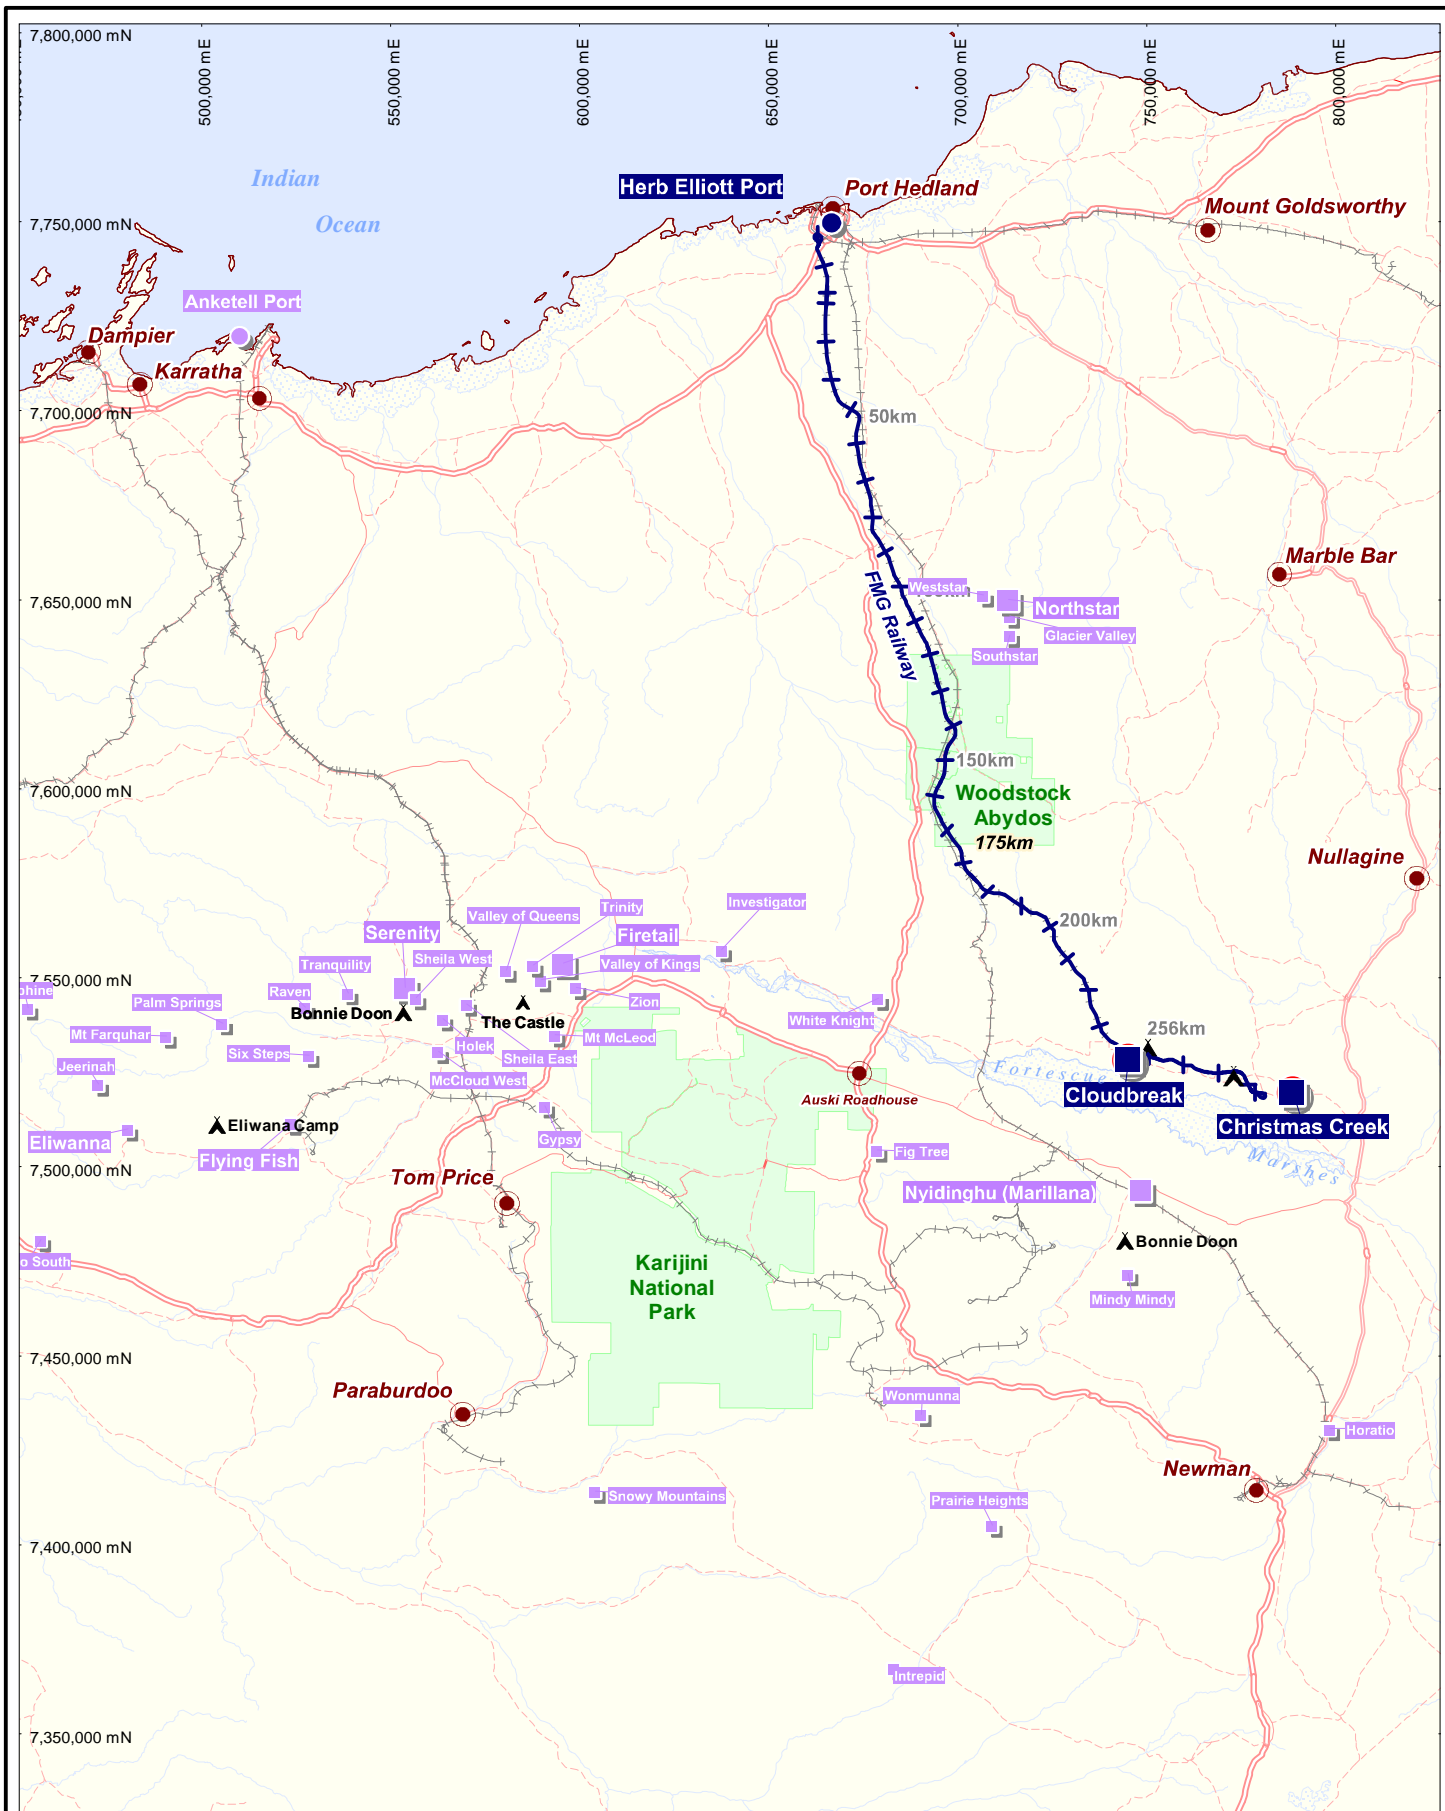 7,800,000 mN
500,000 mE
550,000 mE
600,000 mE
650,000 mE
700,000 mE
750,000 mE
800,000 mE
Indian
Ocean
Herb Elliott Port
Port Hedland
Mount Goldsworthy
7,750,000 mN
Anketell Port
Dampier
Karratha
7,700,000 mN
50km
Marble Bar
FMG Railway
Weststar
7,650,000 mN
Northstar
Glacier Valley
Southstar
150km
7,600,000 mN
Woodstock
Abydos
175km
Nullagine
Investigator
Trinity
Valley of Queens
200km
Serenity
Firetail
Sheila West
Tranquility
Valley of Kings
7,550,000 mN
Raven
Zion
Palm Springs
Bonnie Doon
The Castle
White Knight
256km
Mt Farquhar
Mt McLeod
Holek
Six Steps
Sheila East
Jeerinah
McCloud West
Fortescue
Cloudbreak
Auski Roadhouse
Eliwana Camp
Christmas Creek
Gypsy
Eliwanna
Flying Fish
Fig Tree
Marshes
7,500,000 mN
Tom Price
Nyidinghu (Marillana)
Bonnie Doon
o South
Karijini
National
Park
Mindy Mindy
7,450,000 mN
Paraburdoo
Wonmunna
Horatio
Newman
Snowy Mountains
Prairie Heights
7,400,000 mN
Intrepid
7,350,000 mN